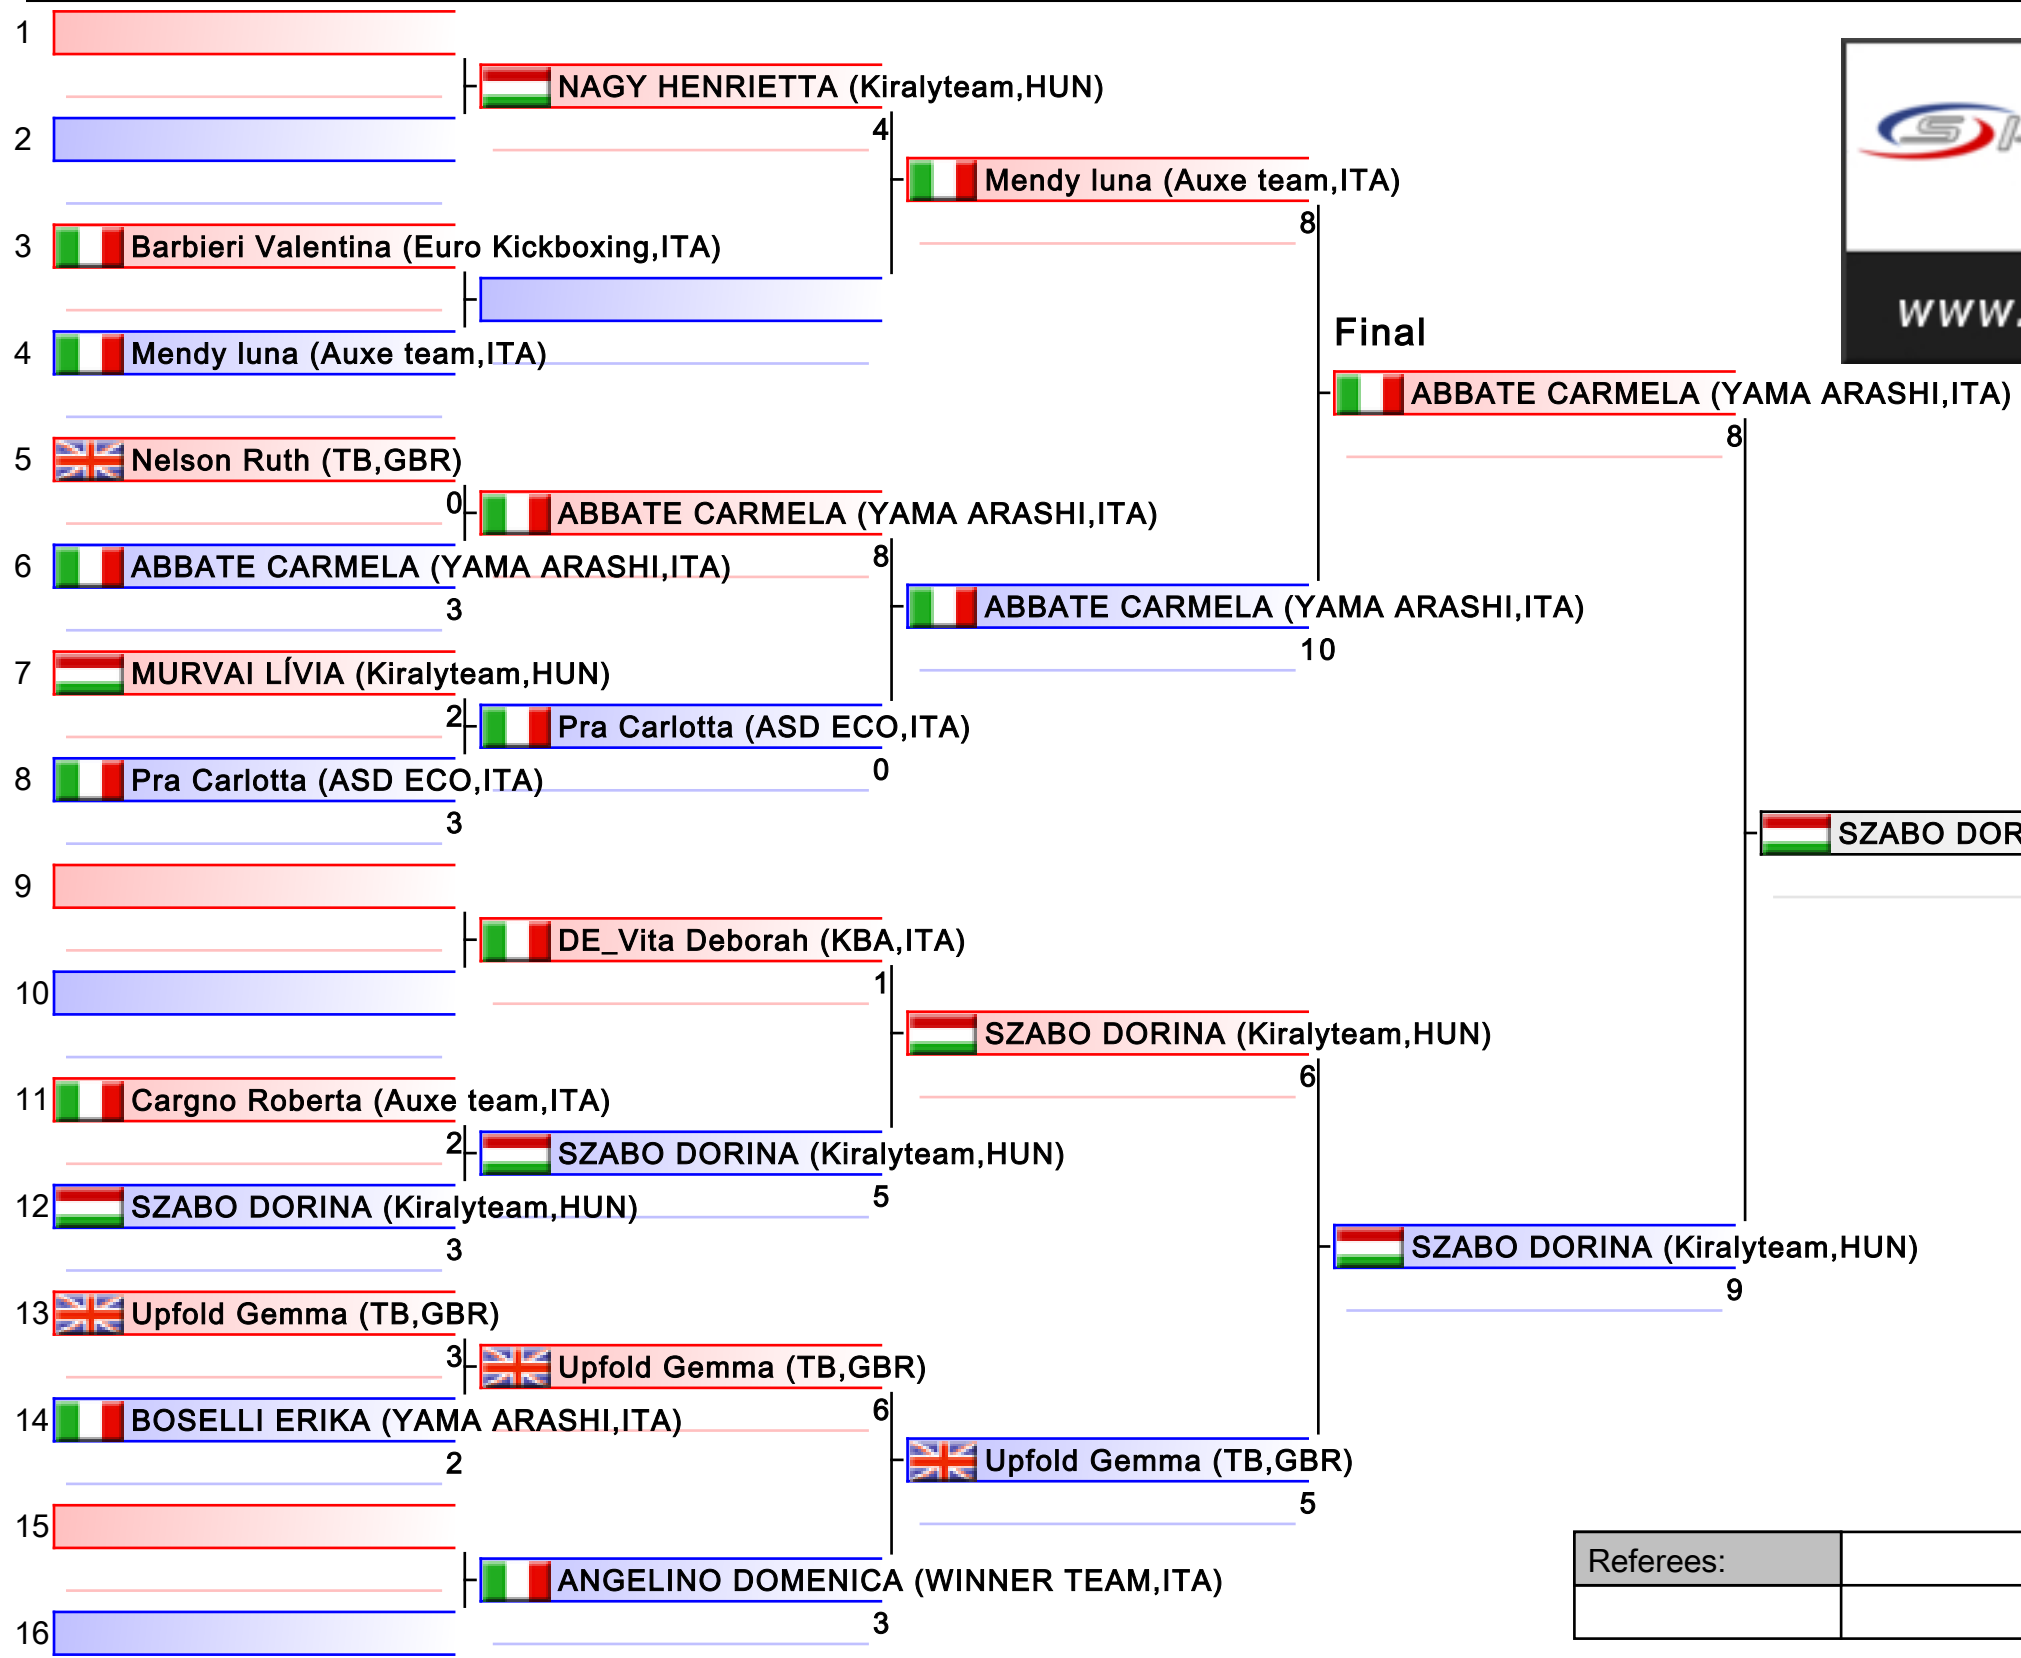 1
NAGY HENRIETTA (Kiralyteam,HUN)
4
2
Mendy luna (Auxe team,ITA)
8
3
Barbieri Valentina (Euro Kickboxing,ITA)
www.
Final
4
Mendy luna (Auxe team,ITA)
ABBATE CARMELA (YAMA ARASHI,ITA)
8
5
Nelson Ruth (TB,GBR)
0
ABBATE CARMELA (YAMA ARASHI,ITA)
8
6
ABBATE CARMELA (YAMA ARASHI,ITA)
3
ABBATE CARMELA (YAMA ARASHI,ITA)
10
7
MURVAI LÍVIA (Kiralyteam,HUN)
2
Pra Carlotta (ASD ECO,ITA)
0
8
Pra Carlotta (ASD ECO,ITA)
3
SZABO DOR
9
DE_Vita Deborah (KBA,ITA)
1
10
SZABO DORINA (Kiralyteam,HUN)
6
11
Cargno Roberta (Auxe team,ITA)
2
SZABO DORINA (Kiralyteam,HUN)
5
12
SZABO DORINA (Kiralyteam,HUN)
3
SZABO DORINA (Kiralyteam,HUN)
9
13
Upfold Gemma (TB,GBR)
3
Upfold Gemma (TB,GBR)
6
14
BOSELLI ERIKA (YAMA ARASHI,ITA)
2
Upfold Gemma (TB,GBR)
5
15
ANGELINO DOMENICA (WINNER TEAM,ITA)
3
16
Referees: